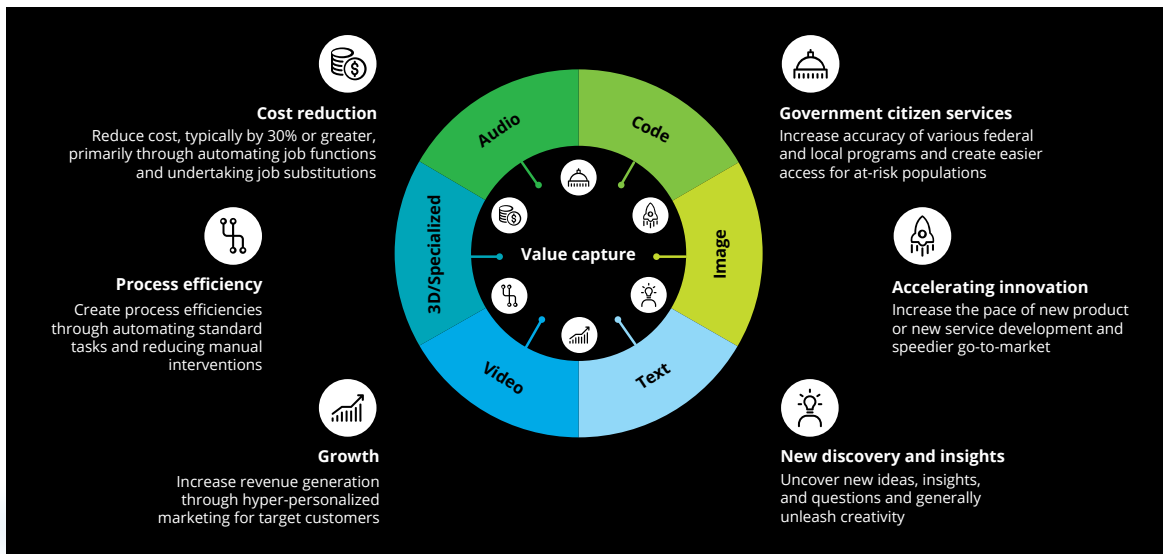 Cost reduction
Reduce cost, typically by 30% or greater,
primarily through automating job functions
and undertaking job substitutions
Process efficiency
Create process efficiencies
through automating standard
tasks and reducing manual
interventions
Growth
Increase revenue generation
through hyper-personalized
marketing for target customers
Audio
Code
3D/Specialized
Value capture
Image
Video
Text
Government citizen services
Increase accuracy of various federal
and local programs and create easier
access for at-risk populations
Accelerating innovation
Increase the pace of new product
or new service development and
speedier go-to-market
New discovery and insights
Uncover new ideas, insights,
and questions and generally
unleash creativity